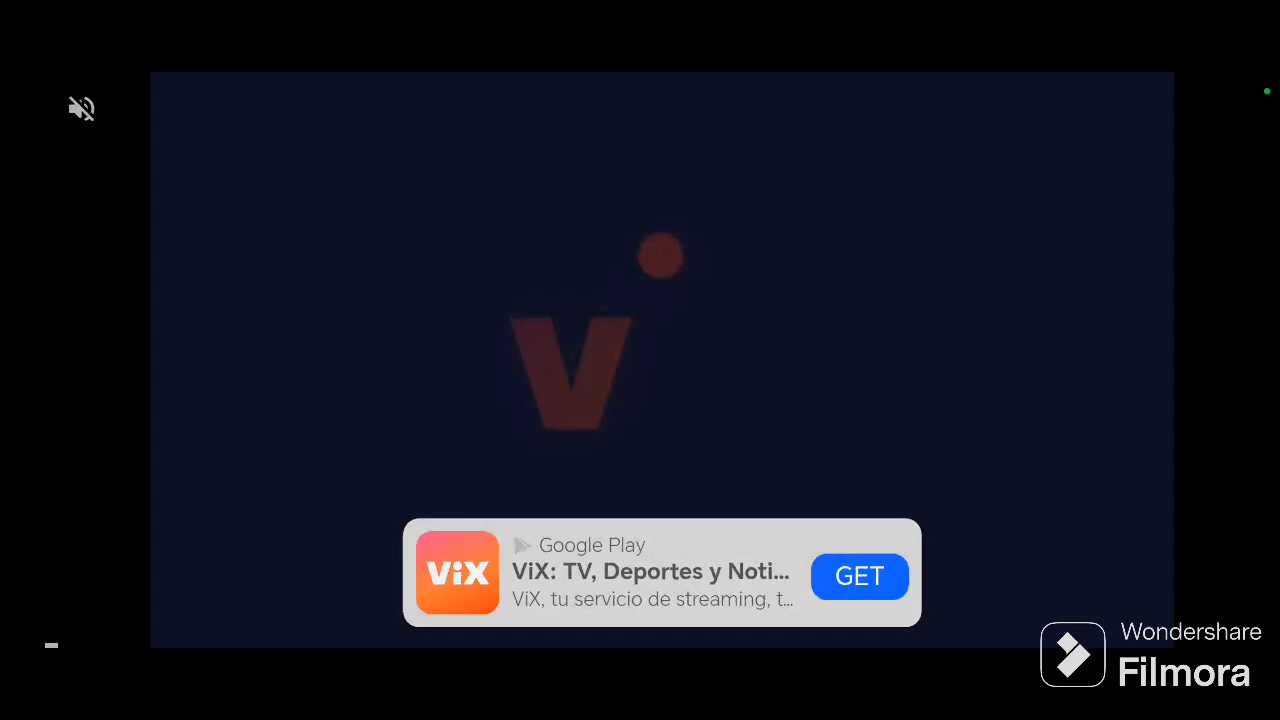 V
Google Play
ViX: TV, Deportes y Noti...
ViX
ViX, tu servicio de streaming, t...
GET
Wondershare
Filmora